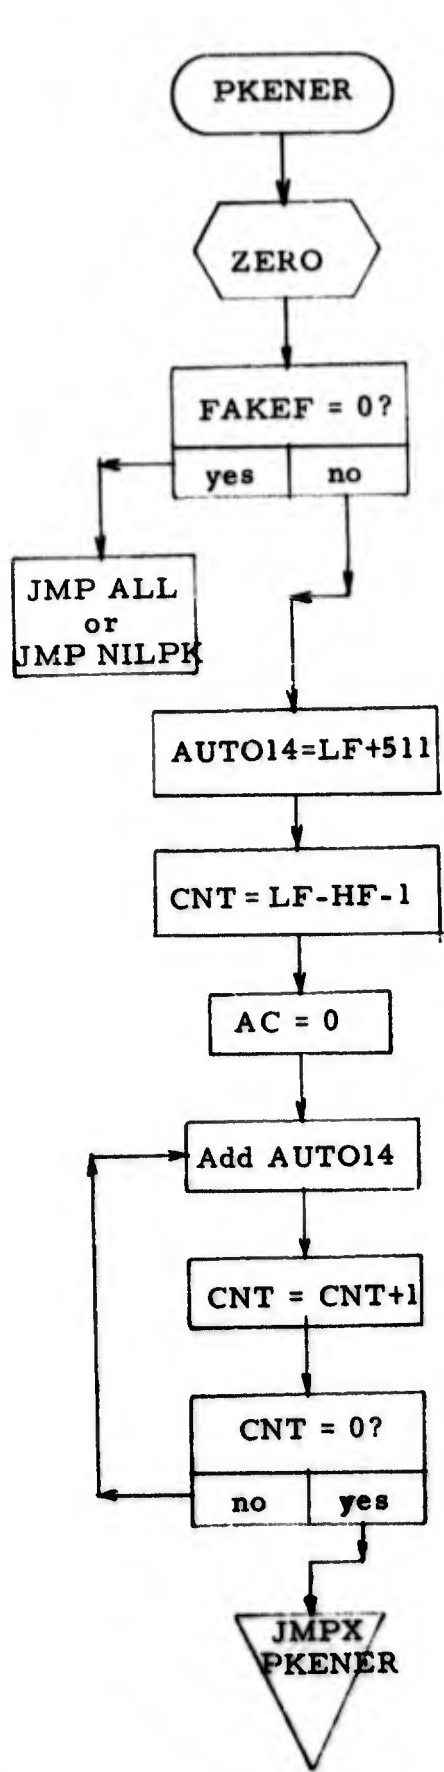 PKENER
ZERO
FAKEF = 0?
yes
no
JMP ALL
or
JMP NILPK
AUTO14=LF+511
CNT = LF-HF-1
AC = 0
Add AUTO14
CNT = CNT+1
CNT = 0?
no
yes
JMPX
PKENER